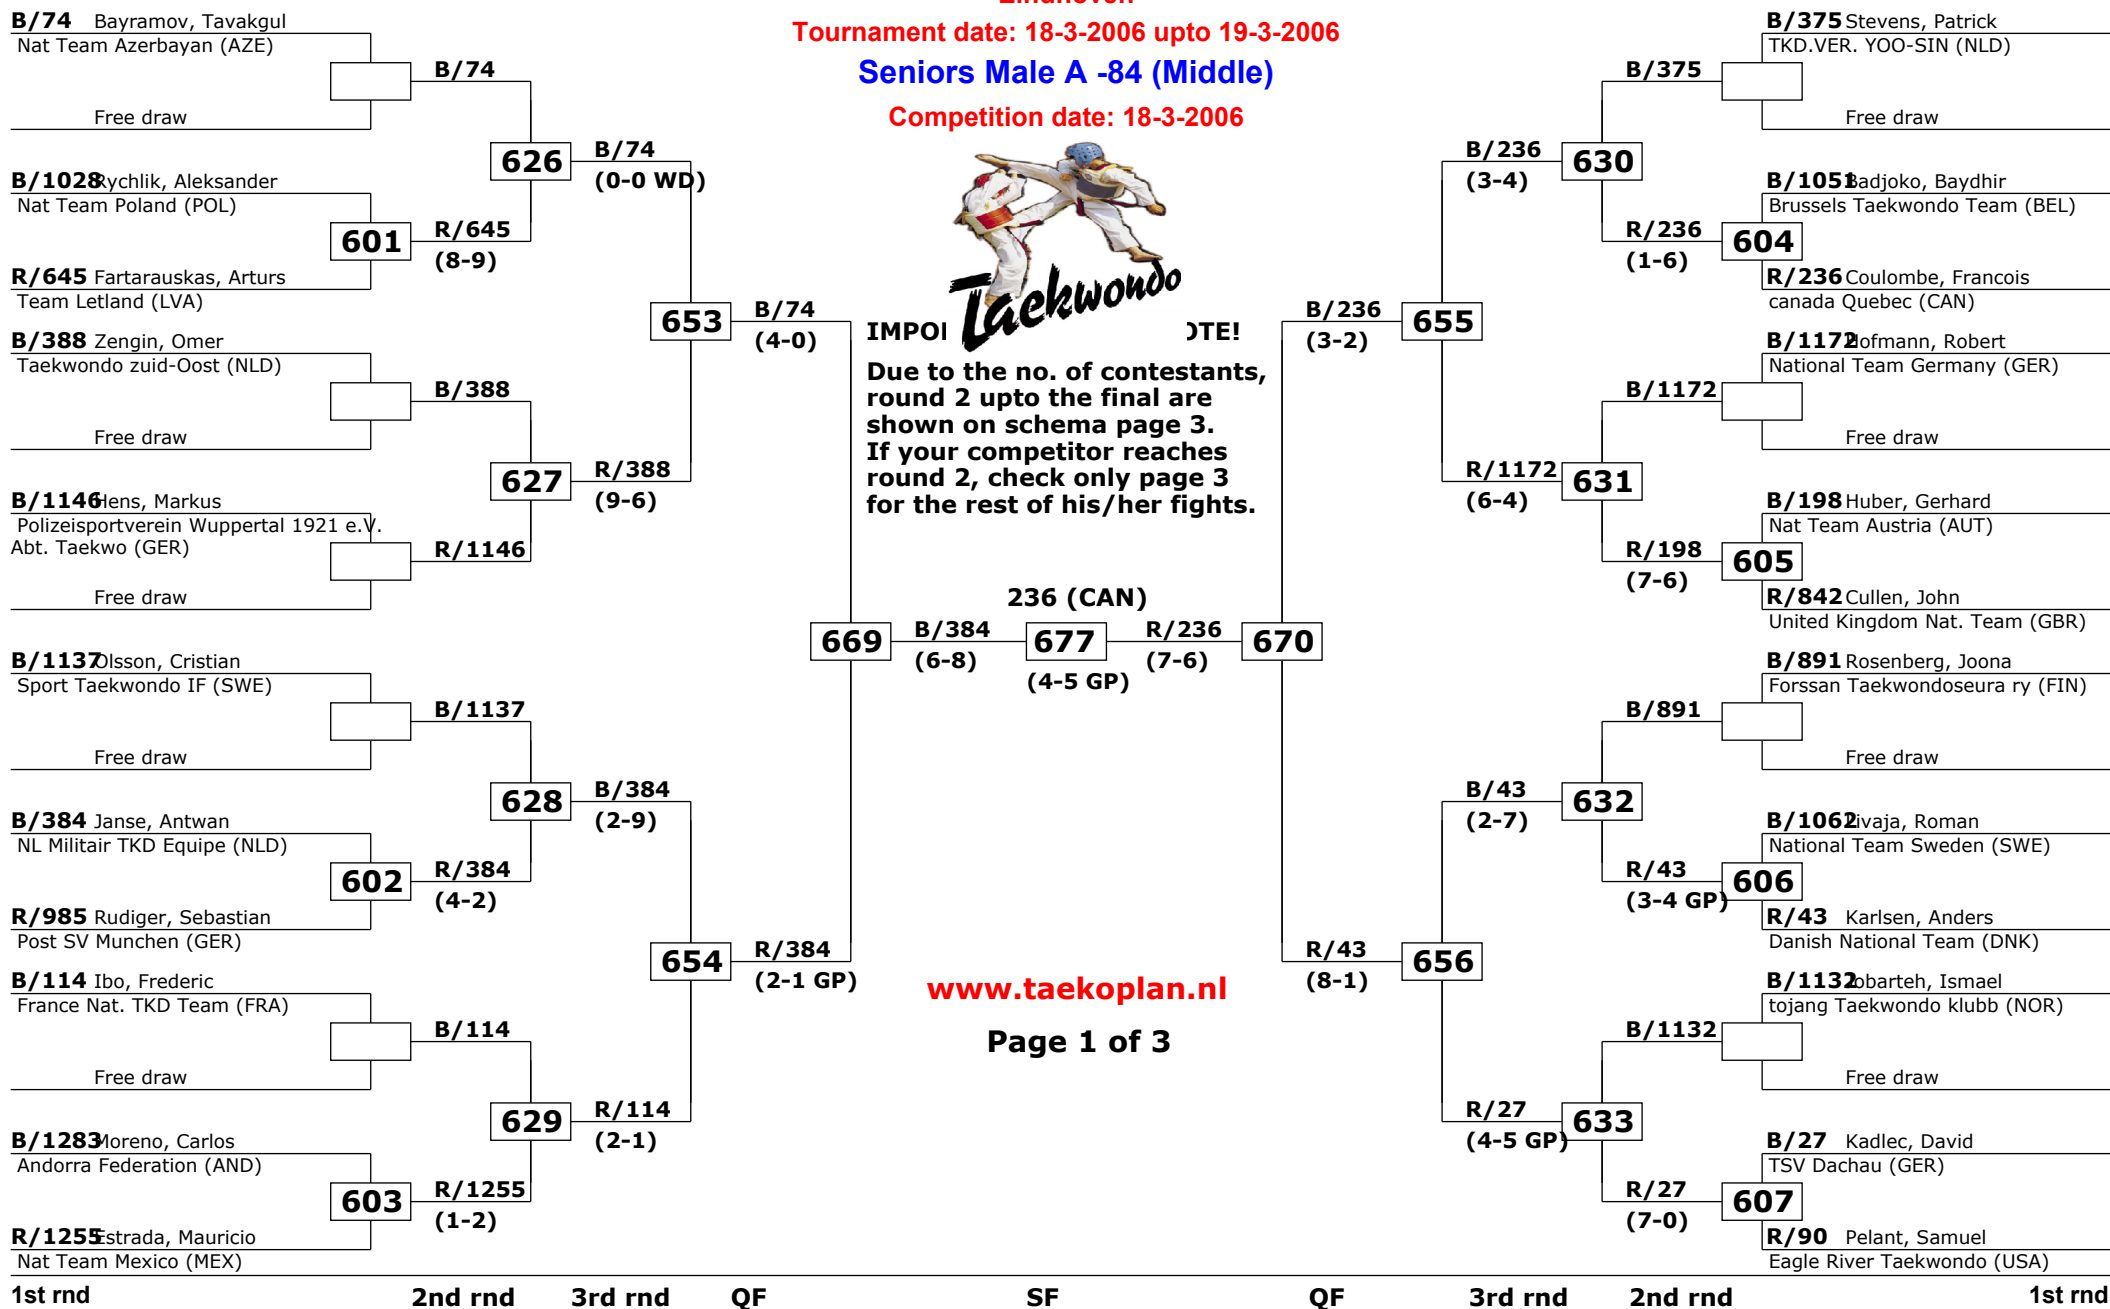 Eindhoven
Tournament date: 18-3-2006 upto 19-3-2006
Seniors Male A -84 (Middle)
Competition date: 18-3-2006
B/74 Bayramov, Tavakgul
Nat Team Azerbayan (AZE)
Free draw
B/1028 Rychlik, Aleksander
Nat Team Poland (POL)
R/645 Fartarauskas, Arturs
Team Letland (LVA)
B/388 Zengin, Omer
Taekwondo zuid-Oost (NLD)
Free draw
B/1146 Hens, Markus
Polizeisportverein Wuppertal 1921 e.V.
Abt. Taekwo (GER)
Free draw
B/1137 Olsson, Cristian
Sport Taekwondo IF (SWE)
Free draw
B/384 Janse, Antwan
NL Militair TKD Equipe (NLD)
R/985 Rudiger, Sebastian
Post SV Munchen (GER)
B/114 Ibo, Frederic
France Nat. TKD Team (FRA)
Free draw
B/1283 Moreno, Carlos
Andorra Federation (AND)
R/1255 Estrada, Mauricio
Nat Team Mexico (MEX)
601
602
603
B/74
R/645
(8-9)
B/388
R/1146
B/1137
R/384
(4-2)
B/114
R/1255
(1-2)
626
627
628
629
B/74
(0-0 WD)
R/388
(9-6)
B/384
(2-9)
R/114
(2-1)
653
654
B/74
(4-0)
R/384
(2-1 GP)
669
B/384
(6-8)
Taekwondo
IMPO OTE!
Due to the no. of contestants,
round 2 upto the final are
shown on schema page 3.
If your competitor reaches
round 2, check only page 3
for the rest of his/her fights.
236 (CAN)
677
(4-5 GP)
www.taekoplan.nl
Page 1 of 3
R/236
(7-6)
670
B/236
(3-2)
R/43
(8-1)
655
656
B/236
(3-4)
R/1172
(6-4)
B/43
(2-7)
R/27
(4-5 GP)
630
631
632
633
B/375
R/236
(1-6)
B/1172
R/198
(7-6)
B/891
R/43
(3-4 GP)
B/1132
R/27
(7-0)
604
605
606
607
B/375 Stevens, Patrick
TKD.VER. YOO-SIN (NLD)
Free draw
B/1051 Badjoko, Baydhir
Brussels Taekwondo Team (BEL)
R/236 Coulombe, Francois
canada Quebec (CAN)
B/1172 Hofmann, Robert
National Team Germany (GER)
Free draw
B/198 Huber, Gerhard
Nat Team Austria (AUT)
R/842 Cullen, John
United Kingdom Nat. Team (GBR)
B/891 Rosenberg, Joona
Forssan Taekwondoseura ry (FIN)
Free draw
B/1062 Livaja, Roman
National Team Sweden (SWE)
R/43 Karlsen, Anders
Danish National Team (DNK)
B/1132 Jobarteh, Ismael
tojang Taekwondo klubb (NOR)
Free draw
B/27 Kadlec, David
TSV Dachau (GER)
R/90 Pelant, Samuel
Eagle River Taekwondo (USA)
1st rnd 2nd rnd 3rd rnd QF SF QF 3rd rnd 2nd rnd 1st rnd